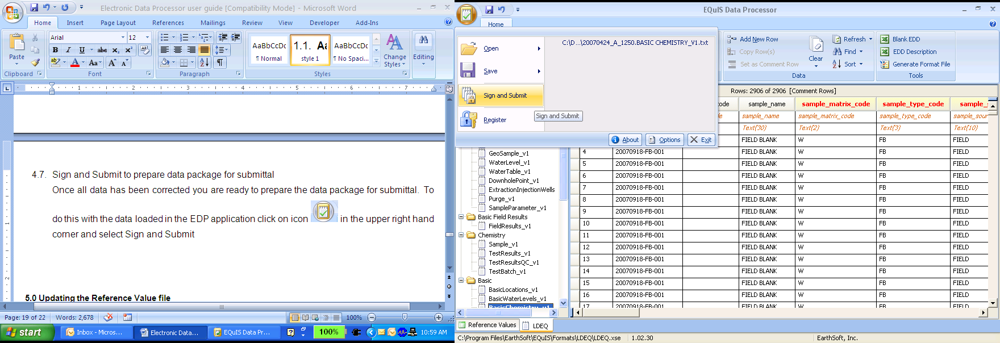 Electronic Data Processor user guide [Compatibility Mode] - Microsoft Word
Home Insert Page Layout References Mailings Review View Developer Add-Ins
Arial 12
Paste
B I U abc x₂ x²
ab A Aa A A
AaBbCcDc 1.1. Aa AaBbCcDc
¶ Normal style 1 ¶ No Spaci...
Change Styles
Editing
Clipboard Font Paragraph Styles
1 2 3 4 5 6 7
4.7. Sign and Submit to prepare data package for submittal
Once all data has been corrected you are ready to prepare the data package for submittal. To
do this with the data loaded in the EDP application click on icon in the upper right hand
corner and select Sign and Submit
5.0 Updating the Reference Value file
Page: 19 of 22 Words: 2,678 100%
start Inbox - Micros... Electronic Data... EQuIS Data Pr... 100% 10:59 AM
EQuIS Data Processor
Home
Open
Save
Sign and Submit
Register
C:\D...\20070424_A_1250.BASIC CHEMISTRY_V1.txt
Sign and Submit
About Options Exit
Add New Row
Copy Row(s)
Set as Comment Row
Clear
Refresh
Find
Sort
Data
Blank EDD
EDD Description
Generate Format File
Tools
Rows: 2906 of 2906 [Comment Rows]
ode sample_name sample_matrix_code sample_type_code sample_s
le sample_name sample_matrix_code sample_type_code sample_sour
Text(30) Text(2) Text(3) Text(10)
FIELD BLANK W FB FIELD
4 20070918-FB-001 FIELD BLANK W FB FIELD
5 20070918-FB-001 FIELD BLANK W FB FIELD
6 20070918-FB-001 FIELD BLANK W FB FIELD
7 20070918-FB-001 FIELD BLANK W FB FIELD
8 20070918-FB-001 FIELD BLANK W FB FIELD
9 20070918-FB-001 FIELD BLANK W FB FIELD
10 20070918-FB-001 FIELD BLANK W FB FIELD
11 20070918-FB-001 FIELD BLANK W FB FIELD
12 20070918-FB-001 FIELD BLANK W FB FIELD
13 20070918-FB-001 FIELD BLANK W FB FIELD
14 20070918-FB-001 FIELD BLANK W FB FIELD
15 20070918-FB-001 FIELD BLANK W FB FIELD
16 20070918-FB-001 FIELD BLANK W FB FIELD
17 20070918-FB-001 FIELD BLANK W FB FIELD
GeoSample_v1
WaterLevel_v1
WaterTable_v1
DownholePoint_v1
ExtractionInjectionWells
Purge_v1
SampleParameter_v1
Basic Field Results
FieldResults_v1
Chemistry
Sample_v1
TestResults_v1
TestResultsQC_v1
TestBatch_v1
Basic
BasicLocations_v1
BasicWaterLevels_v1
BasicChemistry_v1
Reference Values LDEQ
C:\Program Files\EarthSoft\EQuIS\Formats\LDEQ\LDEQ.xse 1.02.30 EarthSoft, Inc.